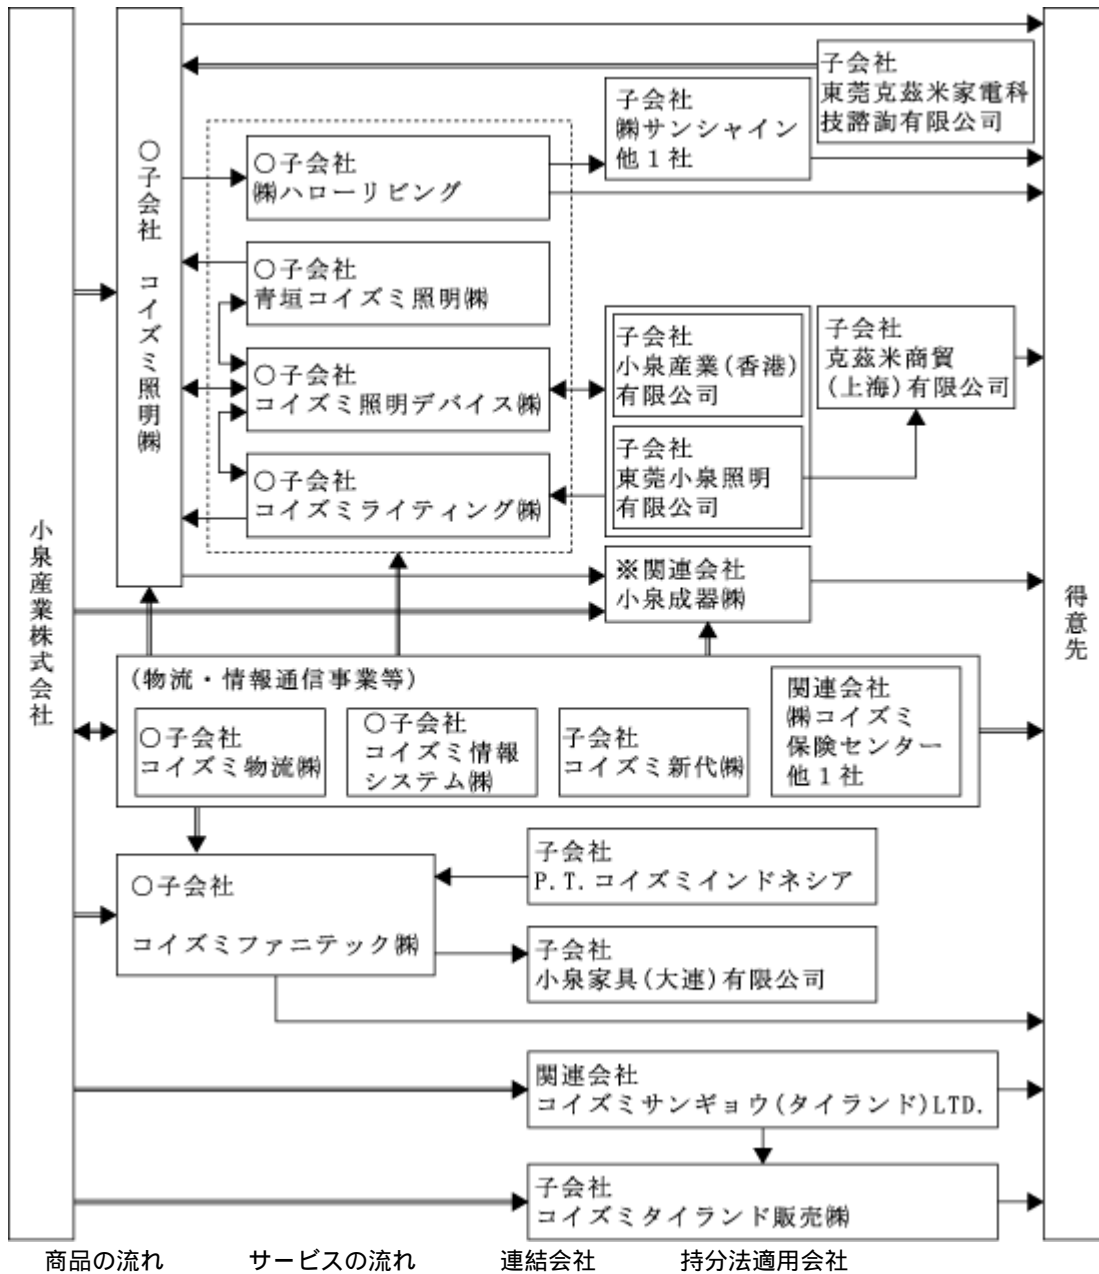 小泉産業株式会社
○子会社 コイズミ照明㈱
得意先
子会社
東莞克茲米家電科
技諮詢有限公司
子会社
㈱サンシャイン
他1社
○子会社
㈱ハローリビング
○子会社
青垣コイズミ照明㈱
○子会社
コイズミ照明デバイス㈱
○子会社
コイズミライティング㈱
子会社
小泉産業(香港)
有限公司
子会社
東莞小泉照明
有限公司
子会社
克茲米商貿
(上海)有限公司
※関連会社
小泉成器㈱
(物流・情報通信事業等)
○子会社
コイズミ物流㈱
○子会社
コイズミ情報
システム㈱
子会社
コイズミ新代㈱
関連会社
㈱コイズミ
保険センター
他1社
○子会社
コイズミファニテック㈱
子会社
P.T.コイズミインドネシア
子会社
小泉家具(大連)有限公司
関連会社
コイズミサンギョウ(タイランド)LTD.
子会社
コイズミタイランド販売㈱
商品の流れ サービスの流れ 連結会社 持分法適用会社